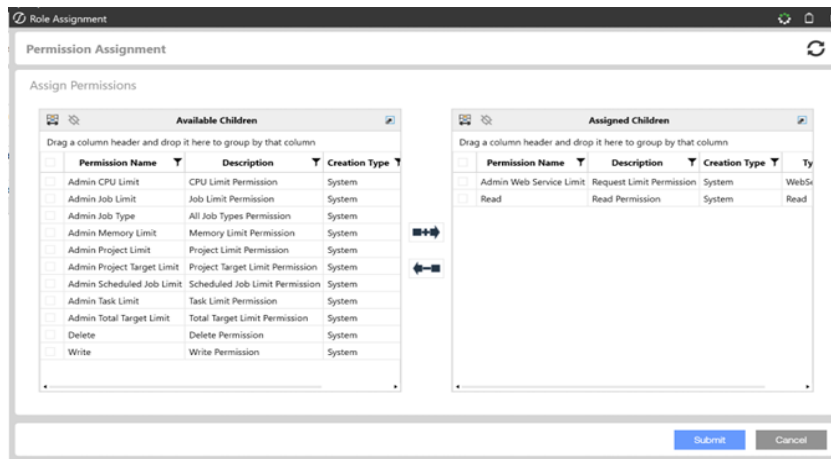 Role Assignment
Permission Assignment
Assign Permissions
Available Children
Drag a column header and drop it here to group by that column
Permission Name Description Creation Type
Admin CPU Limit CPU Limit Permission System
Admin Job Limit Job Limit Permission System
Admin Job Type All Job Types Permission System
Admin Memory Limit Memory Limit Permission System
Admin Project Limit Project Limit Permission System
Admin Project Target Limit Project Target Limit Permission System
Admin Scheduled Job Limit Scheduled Job Limit Permission System
Admin Task Limit Task Limit Permission System
Admin Total Target Limit Total Target Limit Permission System
Delete Delete Permission System
Write Write Permission System
Assigned Children
Drag a column header and drop it here to group by that column
Permission Name Description Creation Type Ty
Admin Web Service Limit Request Limit Permission System WebSe
Read Read Permission System Read
Submit Cancel